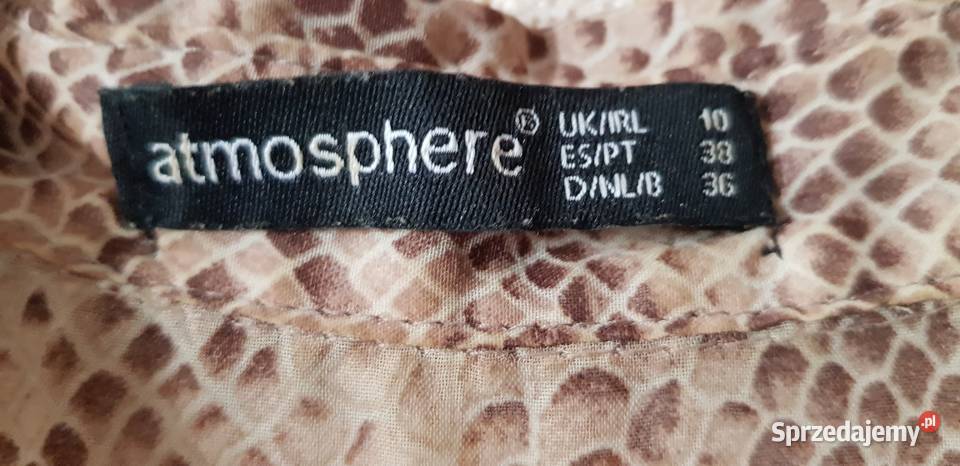 atmosphere®
UK/IRL 10
ES/PT 38
D/NL/B 36
Sprzedajemy.pl